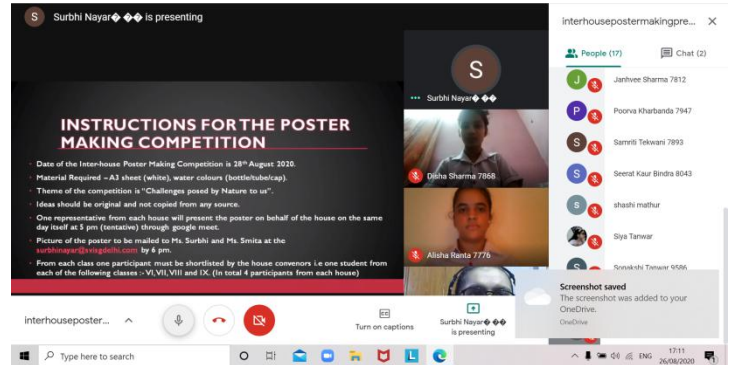 S Surbhi Nayar� �� is presenting
INSTRUCTIONS FOR THE POSTER
MAKING COMPETITION
Date of the Inter-house Poster Making Competition is 28th August 2020.
Material Required – A3 sheet (white), water colours (bottle/tube/cap).
Theme of the competition is "Challenges posed by Nature to us".
Ideas should be original and not copied from any source.
One representative from each house will present the poster on behalf of the house on the same
day itself at 5 pm (tentative) through google meet.
Picture of the poster to be mailed to Ms. Surbhi and Ms. Smita at the
surbhinayar@svisgdelhi.com by 6 pm.
From each class one participant must be shortlisted by the house convenors i.e one student from
each of the following classes :- VI, VII, VIII and IX. (In total 4 participants from each house)
S
Surbhi Nayar� ��
Disha Sharma 7868
Alisha Ranta 7776
interhousepostermakingpre...
People (17)
Chat (2)
J Janhvee Sharma 7812
P Poorva Kharbanda 7947
S Samriti Tekwani 7893
S Seerat Kaur Bindra 8043
s shashi mathur
Siya Tanwar
S Sonakshi Tanwar 9586
Screenshot saved
The screenshot was added to your
OneDrive.
OneDrive
interhouseposter...
Turn on captions
Surbhi Nayar� ��
is presenting
Type here to search
ENG
17:11
26/08/2020